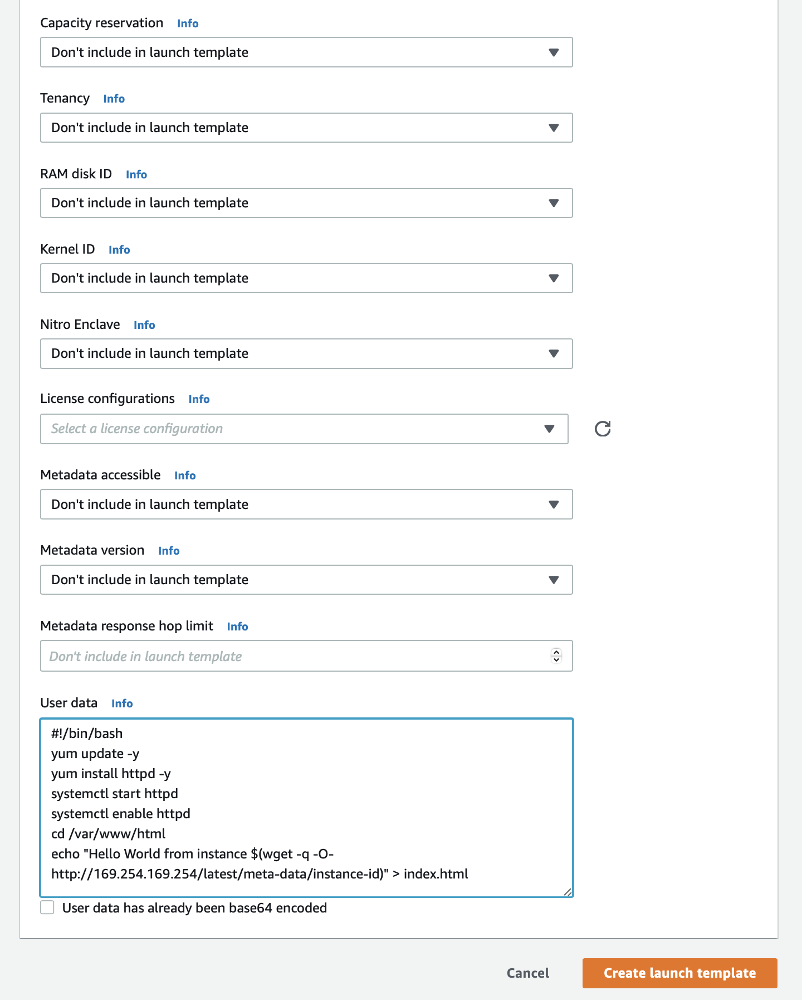 Capacity reservation Info
Don't include in launch template
Tenancy Info
Don't include in launch template
RAM disk ID Info
Don't include in launch template
Kernel ID Info
Don't include in launch template
Nitro Enclave Info
Don't include in launch template
License configurations Info
Select a license configuration
Metadata accessible Info
Don't include in launch template
Metadata version Info
Don't include in launch template
Metadata response hop limit Info
Don't include in launch template
User data Info
#!/bin/bash
yum update -y
yum install httpd -y
systemctl start httpd
systemctl enable httpd
cd /var/www/html
echo "Hello World from instance $(wget -q -O-
http://169.254.169.254/latest/meta-data/instance-id)" > index.html
User data has already been base64 encoded
Cancel Create launch template